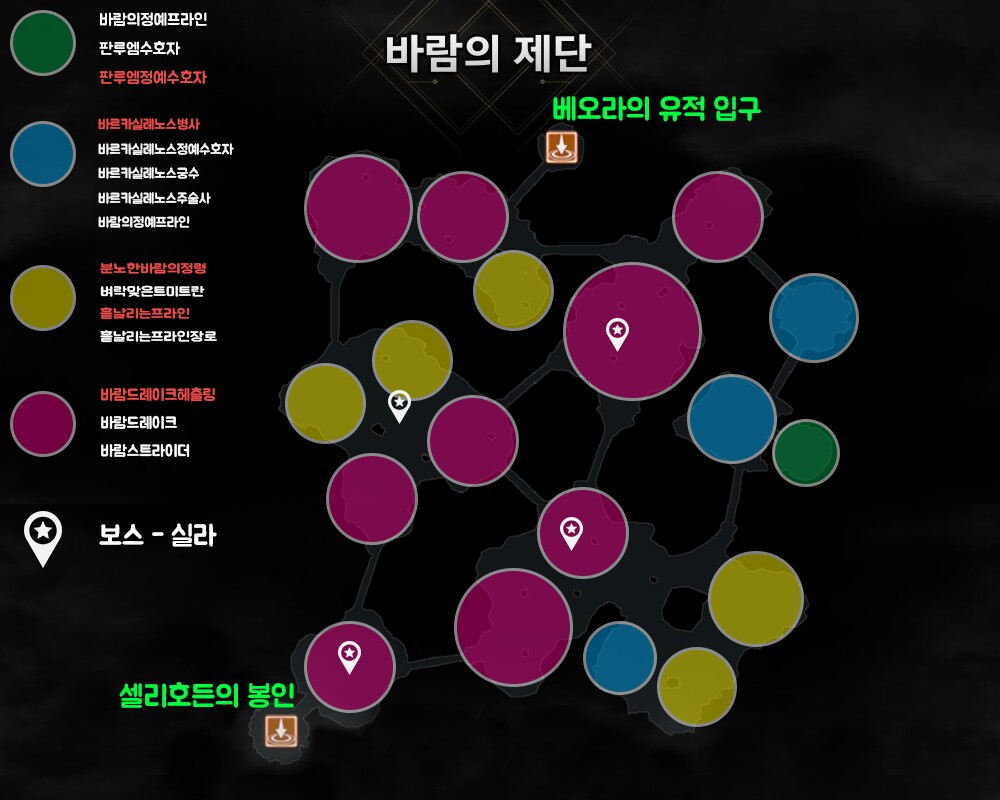 바람의정예프라인
판루엠수호자
판루엠정예수호자
바르카실레노스병사
바르카실레노스정예수호자
바르카실레노스궁수
바르카실레노스주술사
바람의정예프라인
분노한바람의정령
벼락맞은트미트란
흩날리는프라인
흩날리는프라인장로
바람드레이크헤츨링
바람드레이크
바람스트라이더
보스 - 실라
바람의 제단
베오라의 유적 입구
셀리호든의 봉인